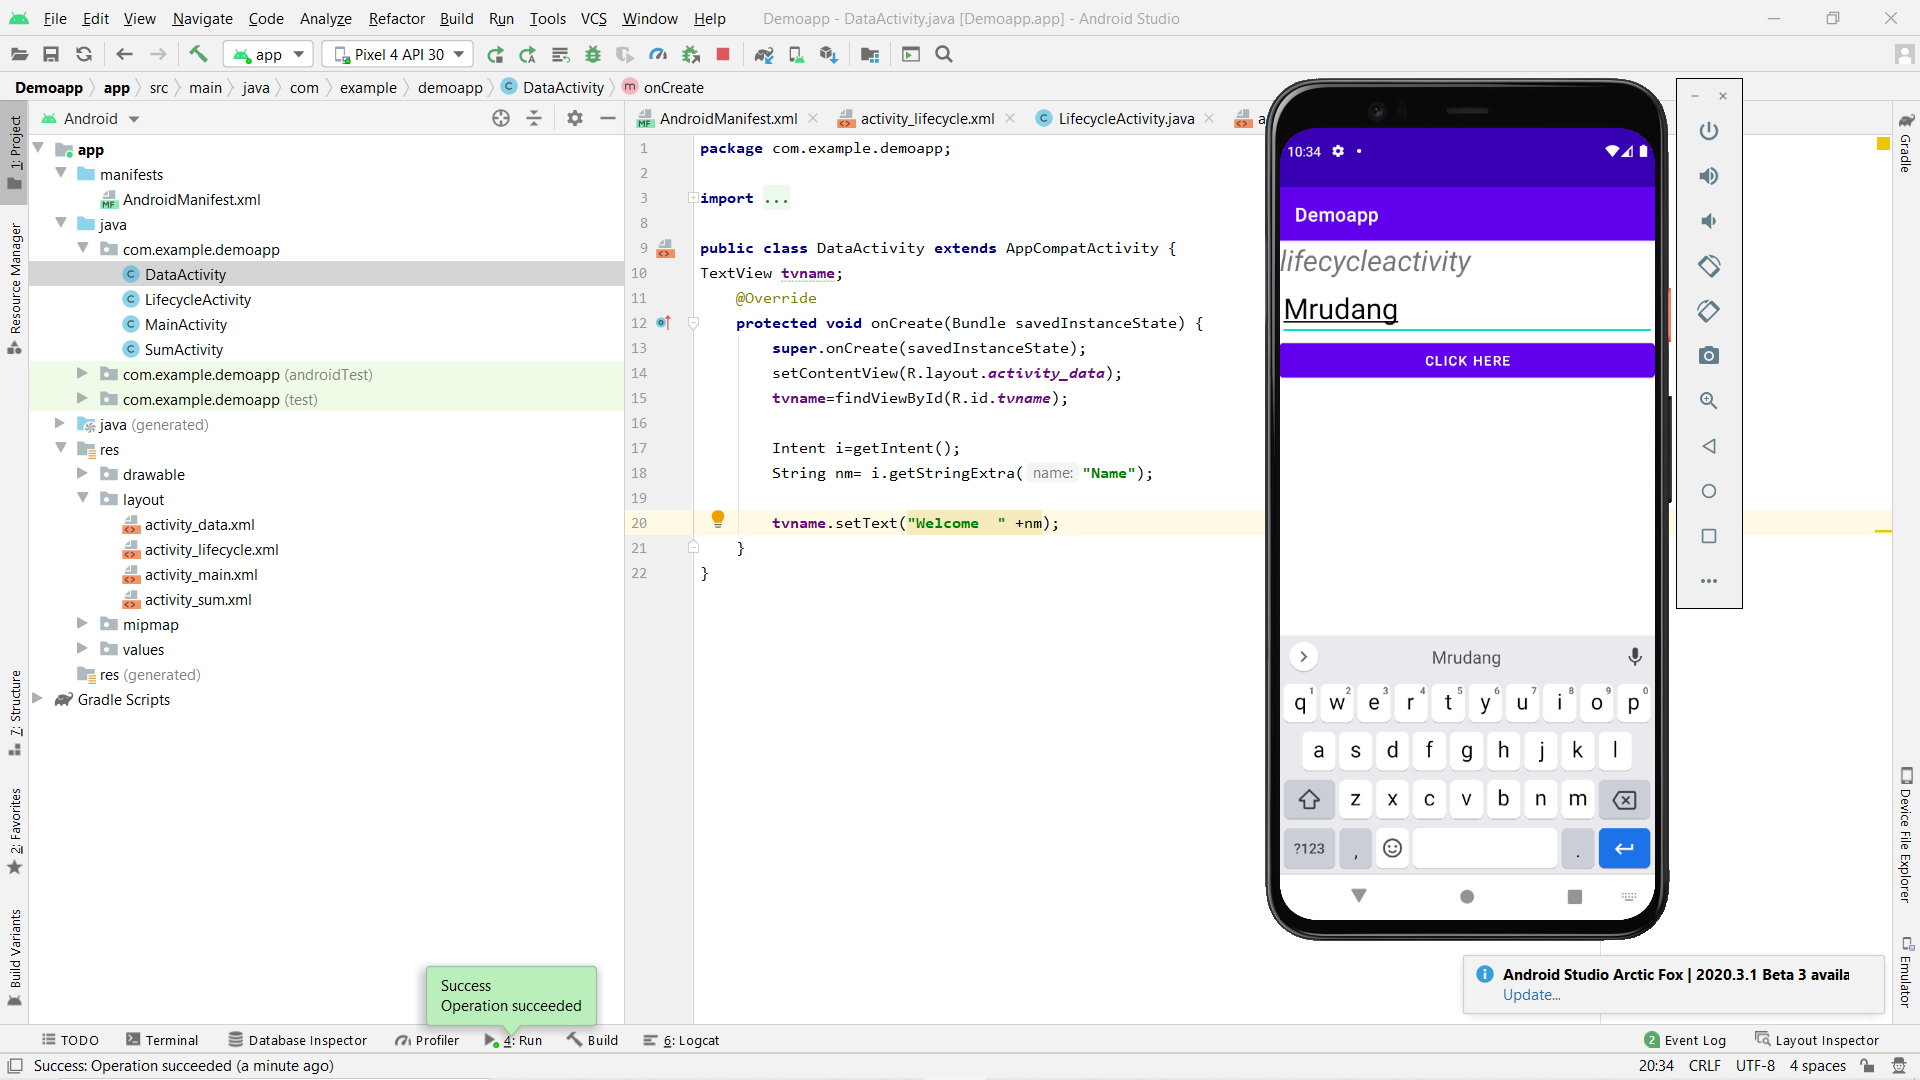 File Edit View Navigate Code Analyze Refactor Build Run Tools VCS Window Help Demoapp - DataActivity.java [Demoapp.app] - Android Studio
app Pixel 4 API 30
Demoapp app src main java com example demoapp DataActivity onCreate
Android
AndroidManifest.xml activity_lifecycle.xml LifecycleActivity.java a
1: Project
Resource Manager
7: Structure
2: Favorites
Build Variants
app
manifests
AndroidManifest.xml
java
com.example.demoapp
DataActivity
LifecycleActivity
MainActivity
SumActivity
com.example.demoapp (androidTest)
com.example.demoapp (test)
java (generated)
res
drawable
layout
activity_data.xml
activity_lifecycle.xml
activity_main.xml
activity_sum.xml
mipmap
values
res (generated)
Gradle Scripts
1 package com.example.demoapp;
2
3 import ...
8
9 public class DataActivity extends AppCompatActivity {
10 TextView tvname;
11 @Override
12 protected void onCreate(Bundle savedInstanceState) {
13 super.onCreate(savedInstanceState);
14 setContentView(R.layout.activity_data);
15 tvname=findViewById(R.id.tvname);
16
17 Intent i=getIntent();
18 String nm= i.getStringExtra( name: "Name");
19
20 tvname.setText("Welcome  " +nm);
21 }
22 }
10:34
Demoapp
lifecycleactivity
Mrudang
CLICK HERE
Mrudang
q1 w2 e3 r4 t5 y6 u7 i8 o9 p0
a s d f g h j k l
z x c v b n m
?123 , .
Gradle
Device File Explorer
Emulator
Success
Operation succeeded
Android Studio Arctic Fox | 2020.3.1 Beta 3 availa
Update...
TODO Terminal Database Inspector Profiler 4: Run Build 6: Logcat 2 Event Log Layout Inspector
Success: Operation succeeded (a minute ago) 20:34 CRLF UTF-8 4 spaces